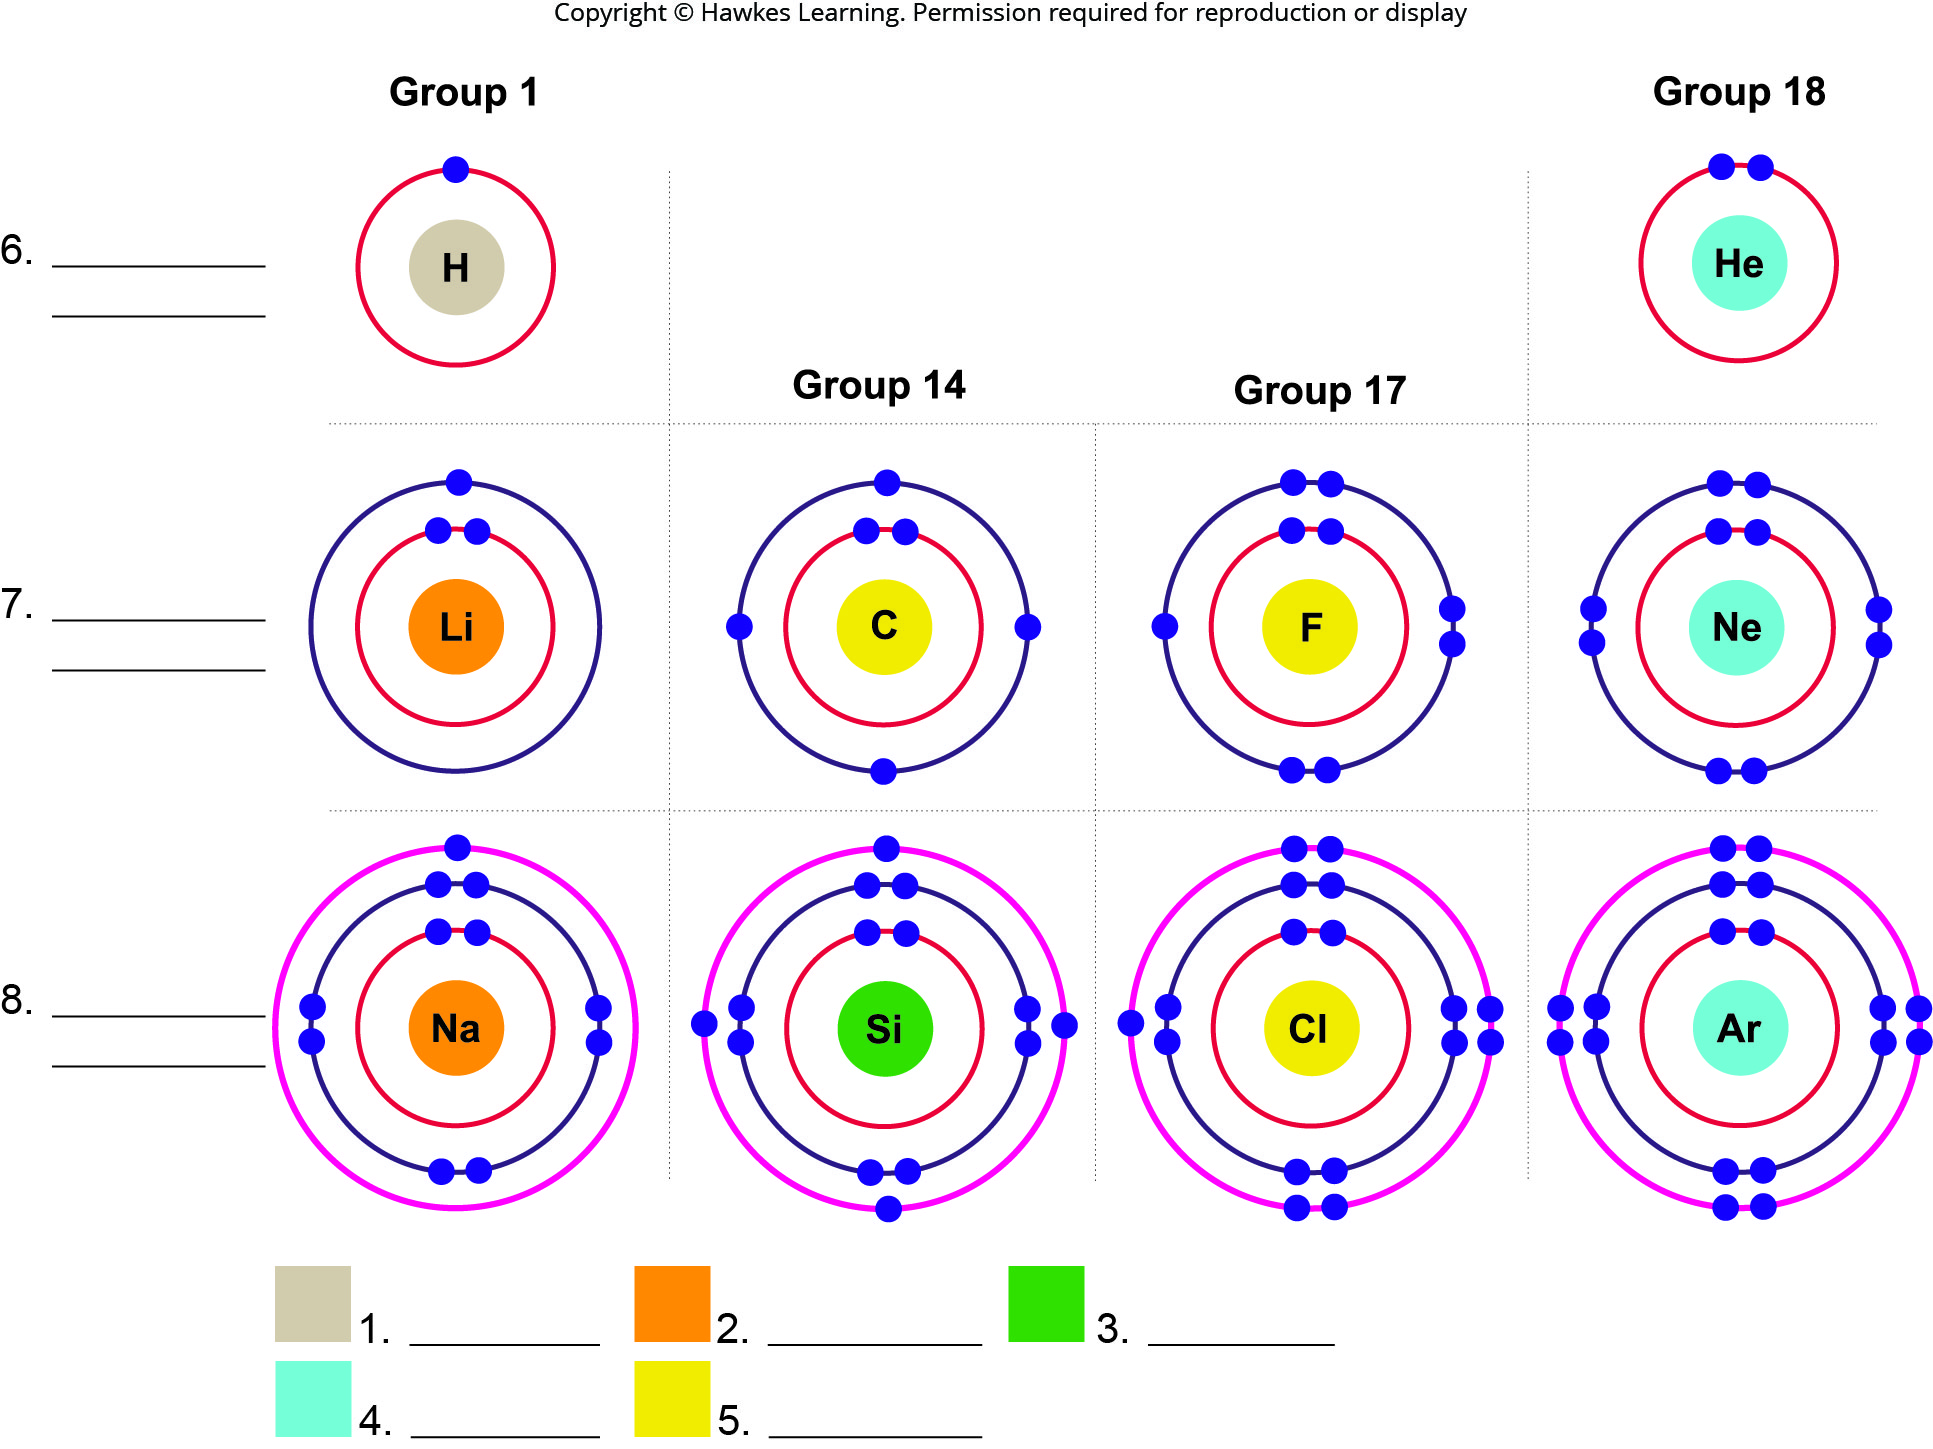 Copyright © Hawkes Learning. Permission required for reproduction or display
Group 1
Group 18
6.
H
He
Group 14
Group 17
7.
Li
C
F
Ne
8.
Na
Si
Cl
Ar
1.
2.
3.
4.
5.